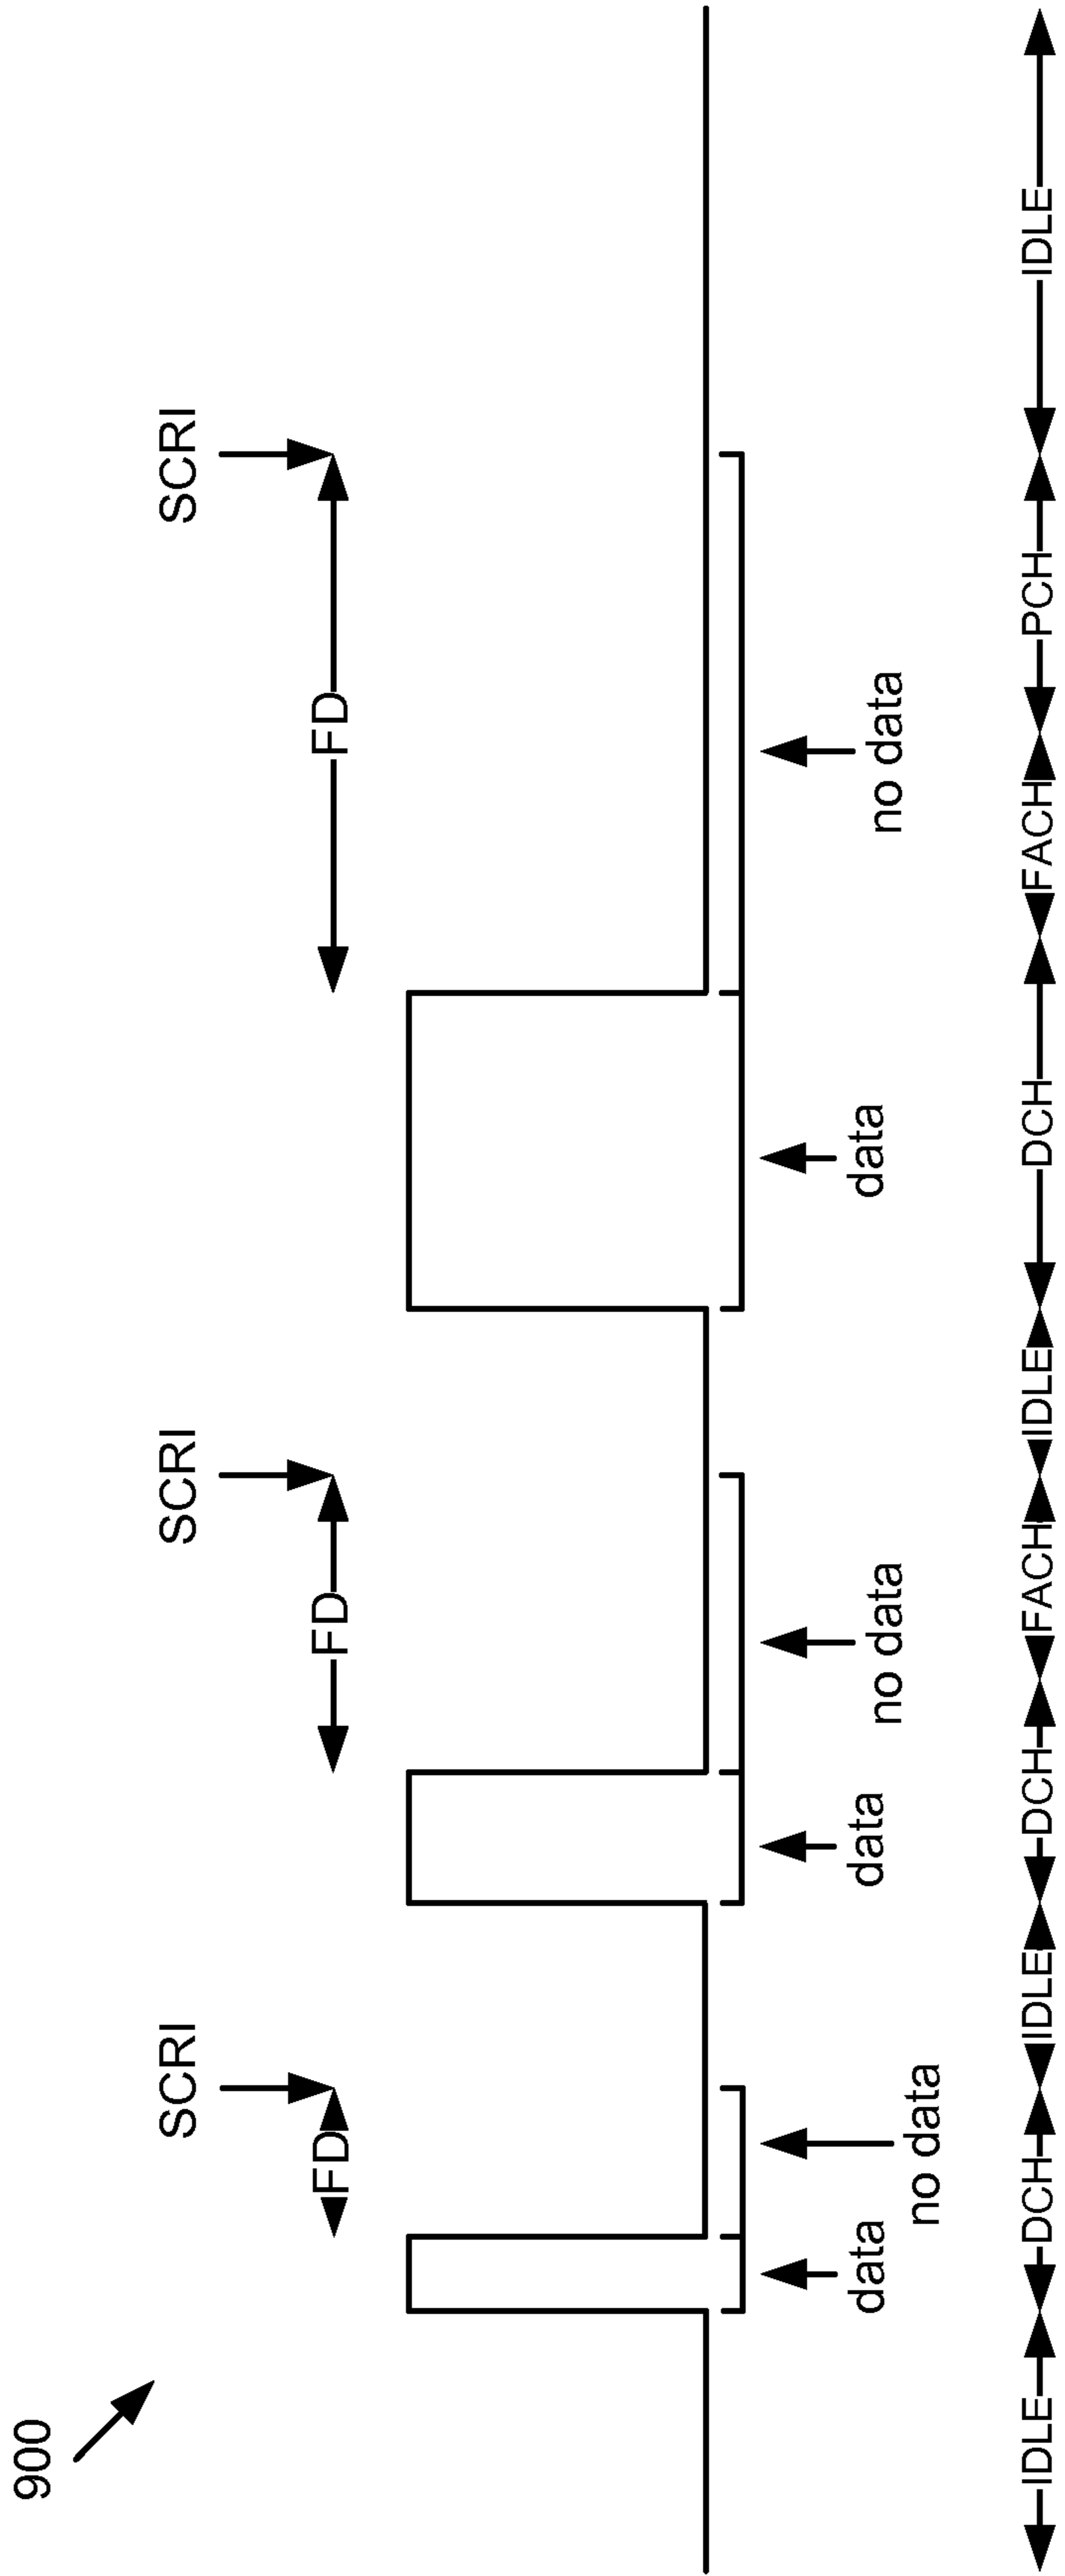 900
SCRI
SCRI
SCRI
FD
FD
FD
data
no data
data
no data
data
no data
IDLE
DCH
IDLE
DCH
FACH
IDLE
DCH
FACH
PCH
IDLE